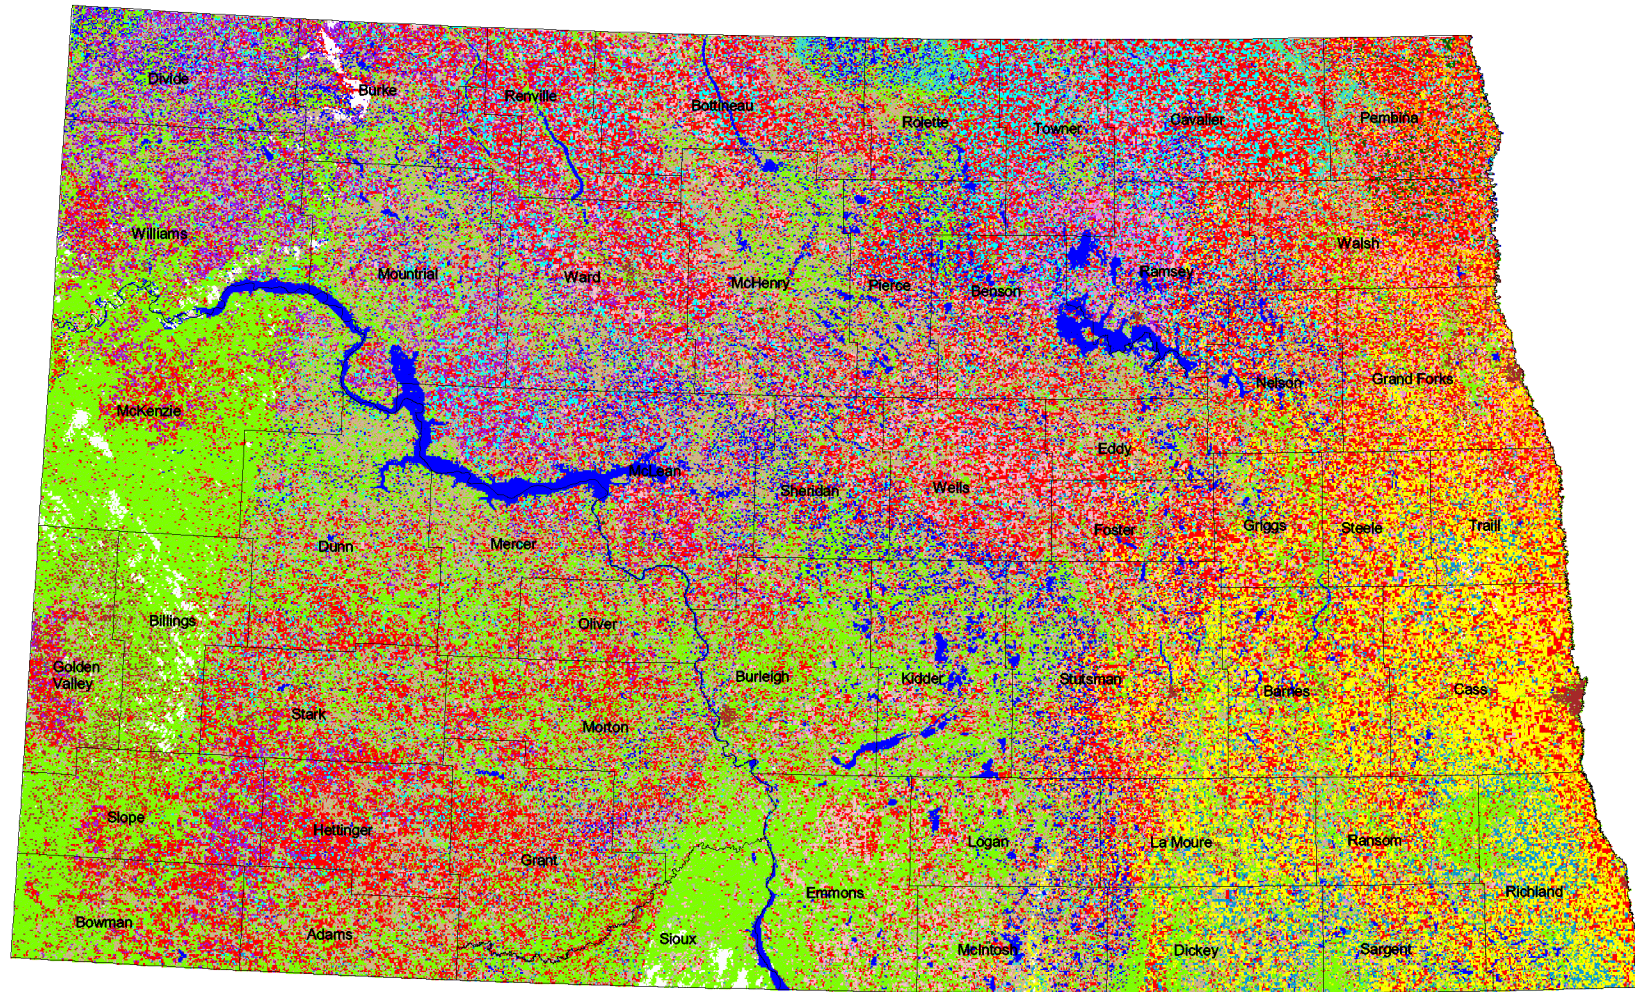 Divide
Burke
Renville
Bottineau
Rolette
Towner
Cavalier
Pembina
Williams
Mountrial
Ward
McHenry
Pierce
Benson
Ramsey
Walsh
McKenzie
Nelson
Grand Forks
Eddy
McLean
Sheridan
Wells
Dunn
Mercer
Foster
Griggs
Steele
Traill
Billings
Oliver
Golden
Valley
Burleigh
Kidder
Stutsman
Barnes
Cass
Stark
Morton
Slope
Hettinger
Grant
Logan
La Moure
Ransom
Emmons
Richland
Bowman
Adams
Sioux
McIntosh
Dickey
Sargent